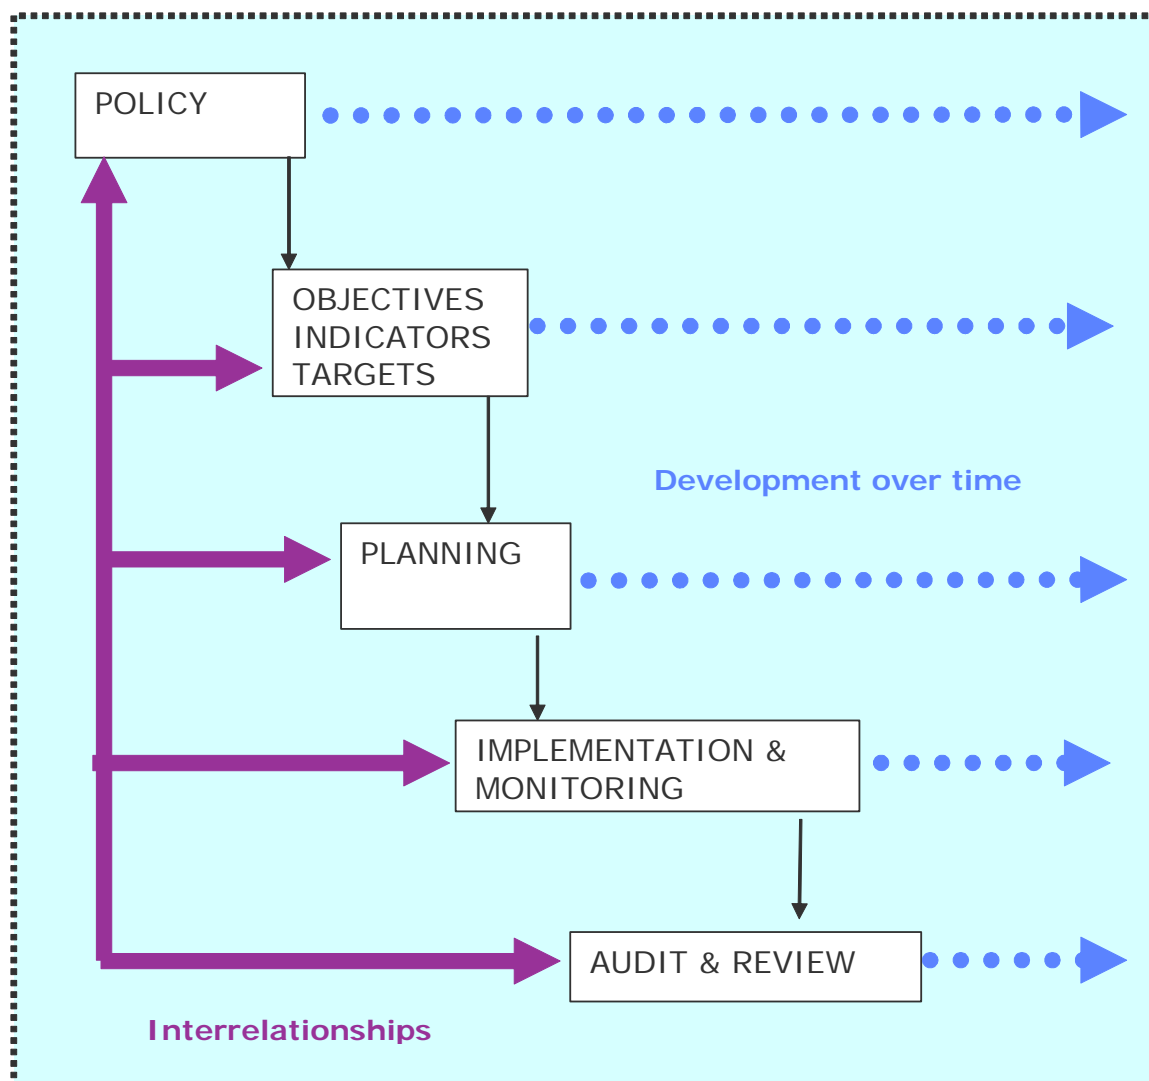 POLICY
OBJECTIVES
INDICATORS
TARGETS
Development over time
PLANNING
IMPLEMENTATION &
MONITORING
AUDIT & REVIEW
Interrelationships